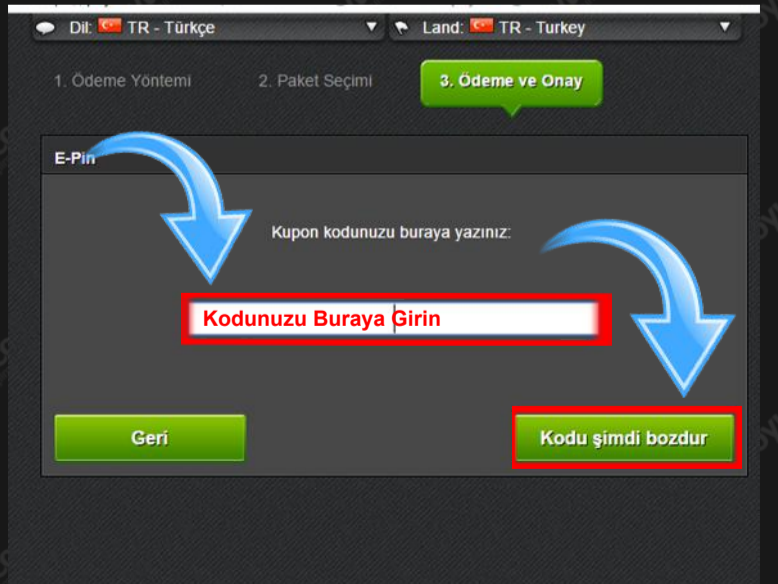 Dil: TR - Türkçe
Land: TR - Turkey
1. Ödeme Yöntemi
2. Paket Seçimi
3. Ödeme ve Onay
E-Pin
Kupon kodunuzu buraya yazınız:
Kodunuzu Buraya Girin
Geri
Kodu şimdi bozdur